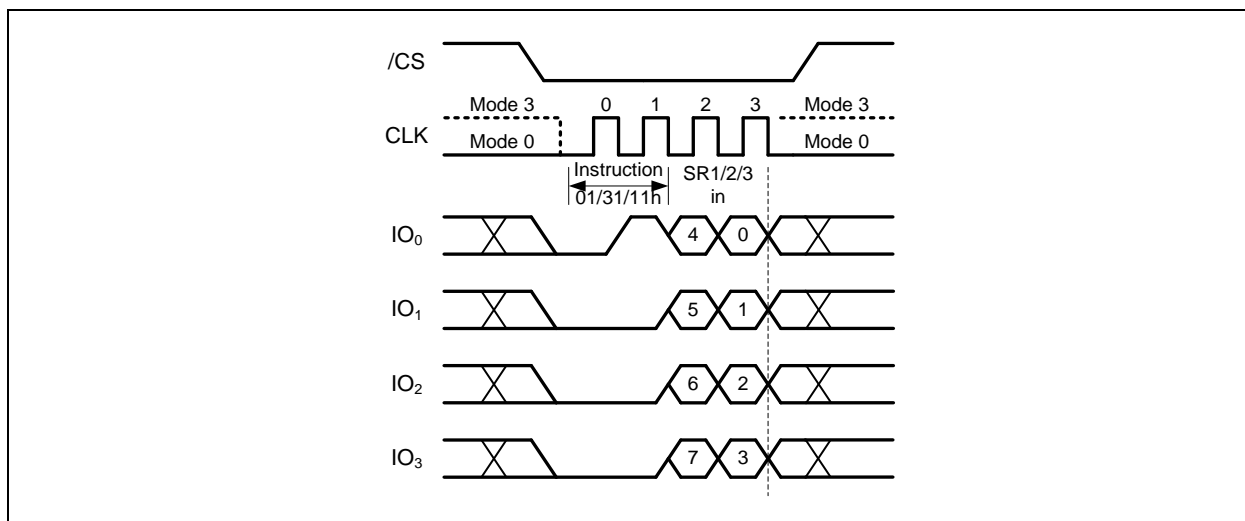 /CS
Mode 3 0 1 2 3 Mode 3
CLK
Mode 0 Mode 0
Instruction SR1/2/3
01/31/11h in
IO₀ 4 0
IO₁ 5 1
IO₂ 6 2
IO₃ 7 3